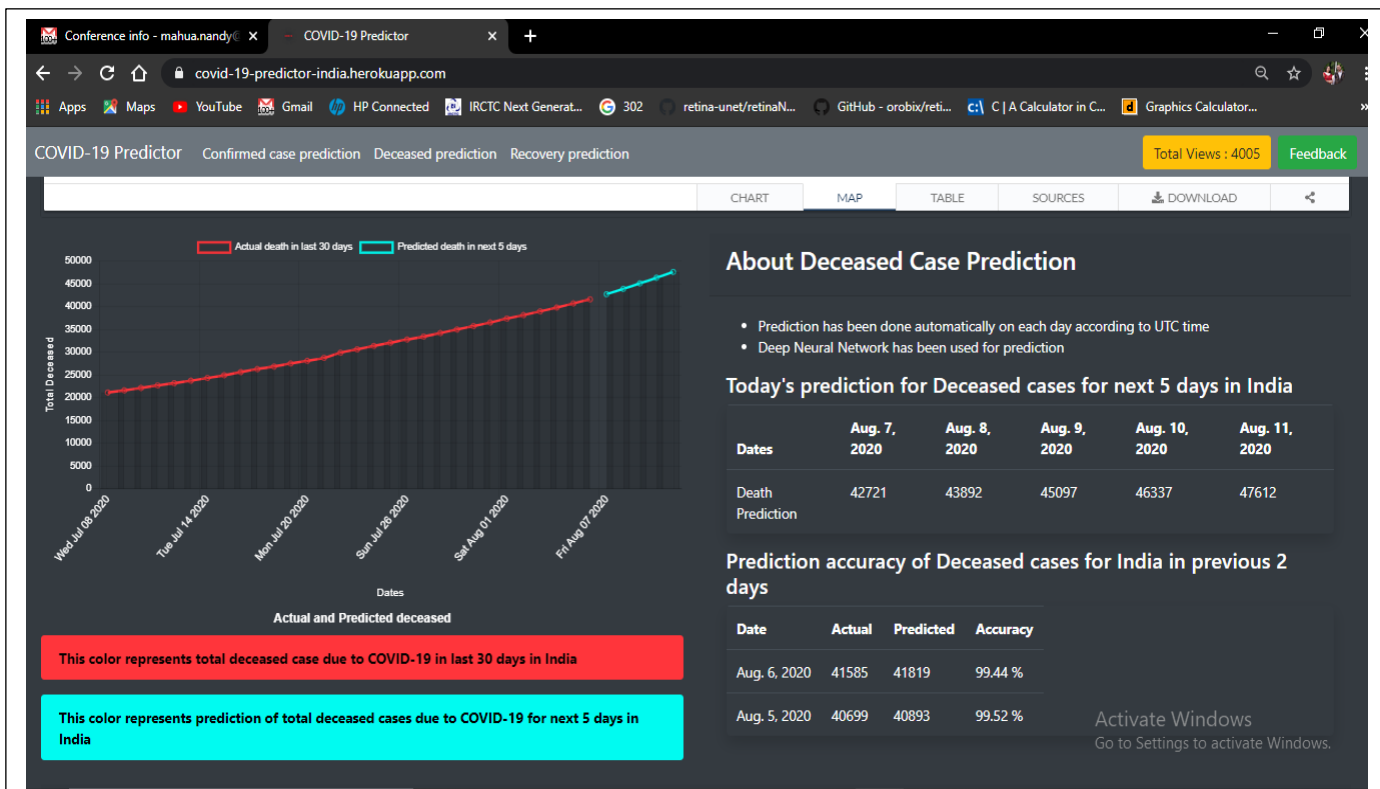 Conference info - mahua.nandy@
COVID-19 Predictor
covid-19-predictor-india.herokuapp.com
Apps Maps YouTube Gmail HP Connected IRCTC Next Generat... 302 retina-unet/retinaN... GitHub - orobix/reti... C | A Calculator in C... Graphics Calculator... »
COVID-19 Predictor Confirmed case prediction Deceased prediction Recovery prediction Total Views : 4005 Feedback
CHART MAP TABLE SOURCES DOWNLOAD
Actual death in last 30 days Predicted death in next 5 days
50000
45000
40000
35000
30000
25000
20000
15000
10000
5000
0
Total Deceased
Wed Jul 08 2020
Tue Jul 14 2020
Mon Jul 20 2020
Sun Jul 26 2020
Sat Aug 01 2020
Fri Aug 07 2020
Dates
Actual and Predicted deceased
This color represents total deceased case due to COVID-19 in last 30 days in India
This color represents prediction of total deceased cases due to COVID-19 for next 5 days in
India
About Deceased Case Prediction
• Prediction has been done automatically on each day according to UTC time
• Deep Neural Network has been used for prediction
Today's prediction for Deceased cases for next 5 days in India
Dates Aug. 7, 2020 Aug. 8, 2020 Aug. 9, 2020 Aug. 10, 2020 Aug. 11, 2020
Death Prediction 42721 43892 45097 46337 47612
Prediction accuracy of Deceased cases for India in previous 2
days
Date Actual Predicted Accuracy
Aug. 6, 2020 41585 41819 99.44 %
Aug. 5, 2020 40699 40893 99.52 %
Activate Windows
Go to Settings to activate Windows.